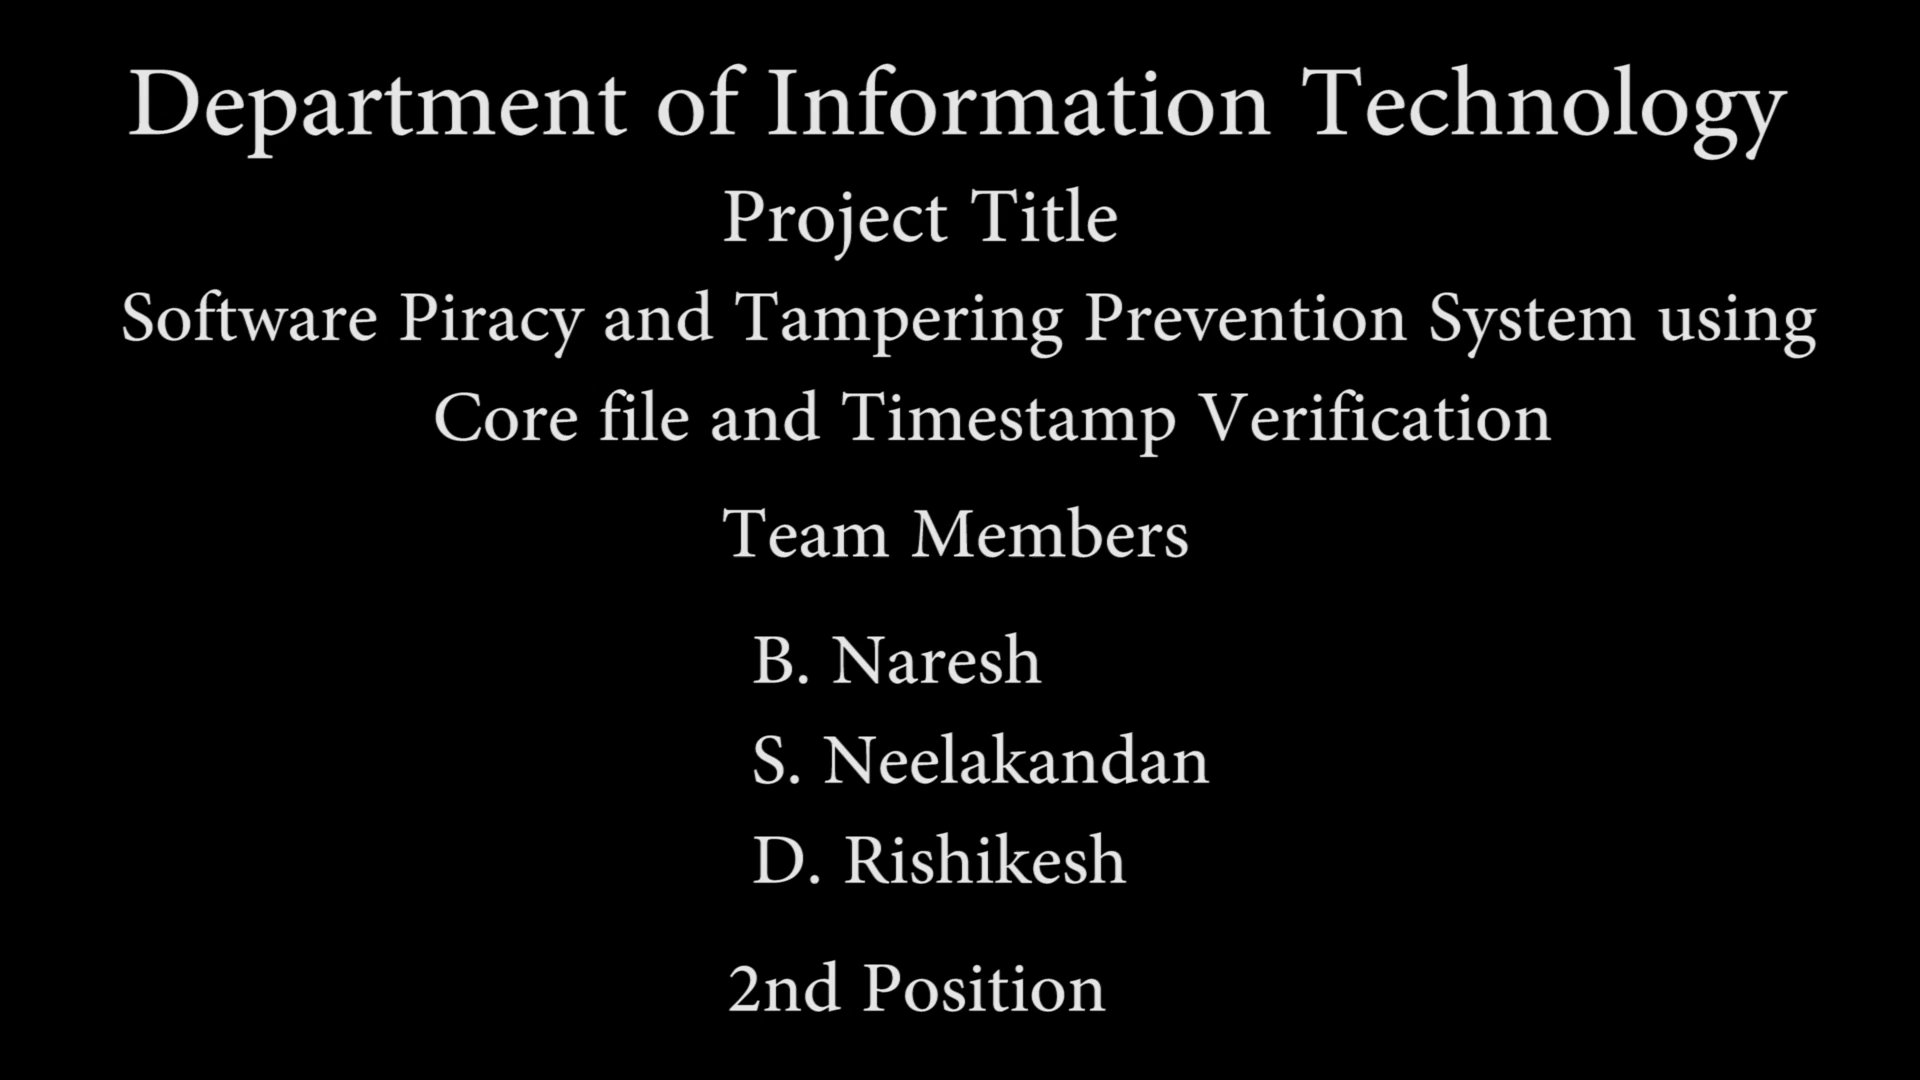 Department of Information Technology
Project Title
Software Piracy and Tampering Prevention System using
Core file and Timestamp Verification
Team Members
B. Naresh
S. Neelakandan
D. Rishikesh
2nd Position